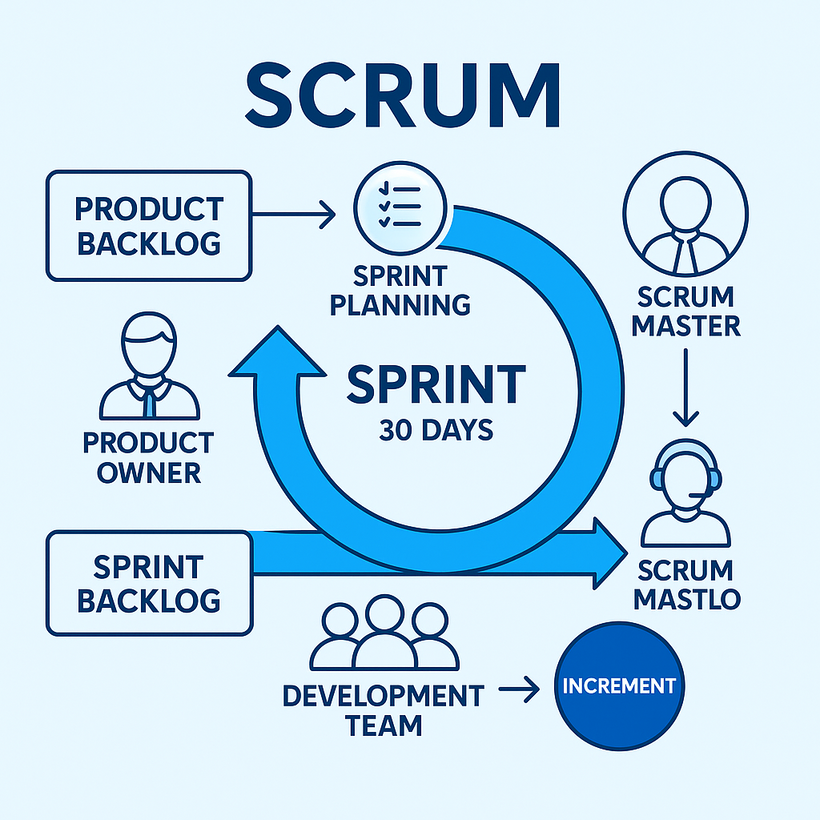 SCRUM
PRODUCT
BACKLOG
SPRINT
PLANNING
SCRUM
MASTER
SPRINT
30 DAYS
PRODUCT
OWNER
SPRINT
BACKLOG
SCRUM
MASTLO
DEVELOPMENT
TEAM
INCREMENT